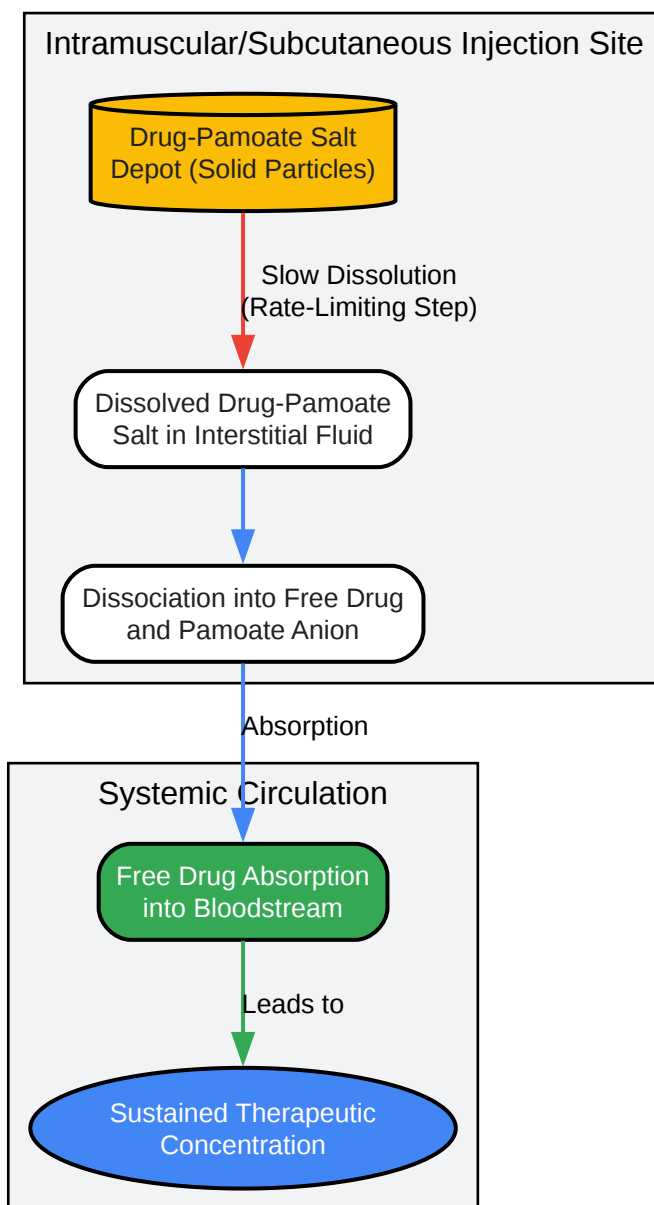 Intramuscular/Subcutaneous Injection Site
Drug-Pamoate Salt
Depot (Solid Particles)
Slow Dissolution
(Rate-Limiting Step)
Dissolved Drug-Pamoate
Salt in Interstitial Fluid
Dissociation into Free Drug
and Pamoate Anion
Absorption
Systemic Circulation
Free Drug Absorption
into Bloodstream
Leads to
Sustained Therapeutic
Concentration